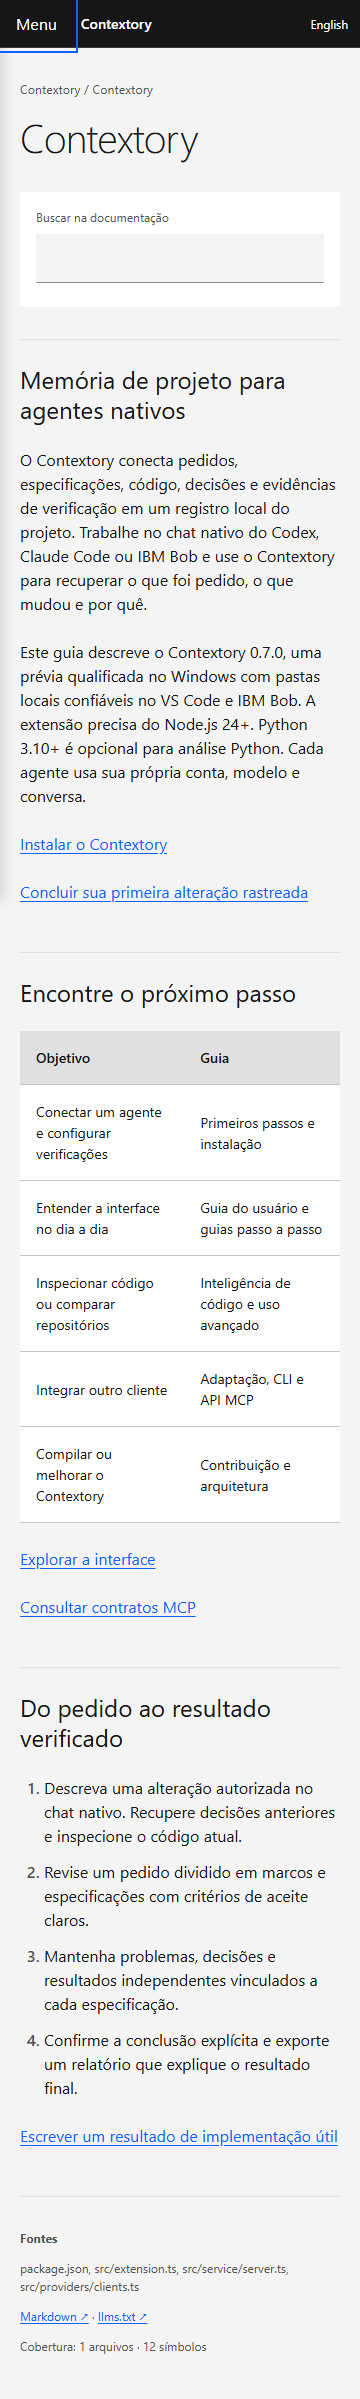 Menu
Contextory
English
Contextory / Contextory
Contextory
Buscar na documentação
Memória de projeto para
agentes nativos
O Contextory conecta pedidos,
especificações, código, decisões e evidências
de verificação em um registro local do
projeto. Trabalhe no chat nativo do Codex,
Claude Code ou IBM Bob e use o Contextory
para recuperar o que foi pedido, o que
mudou e por quê.
Este guia descreve o Contextory 0.7.0, uma
prévia qualificada no Windows com pastas
locais confiáveis no VS Code e IBM Bob. A
extensão precisa do Node.js 24+. Python
3.10+ é opcional para análise Python. Cada
agente usa sua própria conta, modelo e
conversa.
Instalar o Contextory
Concluir sua primeira alteração rastreada
Encontre o próximo passo
Objetivo
Guia
Conectar um agente
e configurar
verificações
Primeiros passos e
instalação
Entender a interface
no dia a dia
Guia do usuário e
guias passo a passo
Inspecionar código
ou comparar
repositórios
Inteligência de
código e uso
avançado
Integrar outro cliente
Adaptação, CLI e
API MCP
Compilar ou
melhorar o
Contextory
Contribuição e
arquitetura
Explorar a interface
Consultar contratos MCP
Do pedido ao resultado
verificado
1. Descreva uma alteração autorizada no
chat nativo. Recupere decisões anteriores
e inspecione o código atual.
2. Revise um pedido dividido em marcos e
especificações com critérios de aceite
claros.
3. Mantenha problemas, decisões e
resultados independentes vinculados a
cada especificação.
4. Confirme a conclusão explícita e exporte
um relatório que explique o resultado
final.
Escrever um resultado de implementação útil
Fontes
package.json, src/extension.ts, src/service/server.ts,
src/providers/clients.ts
Markdown ↗ · llms.txt ↗
Cobertura: 1 arquivos · 12 símbolos